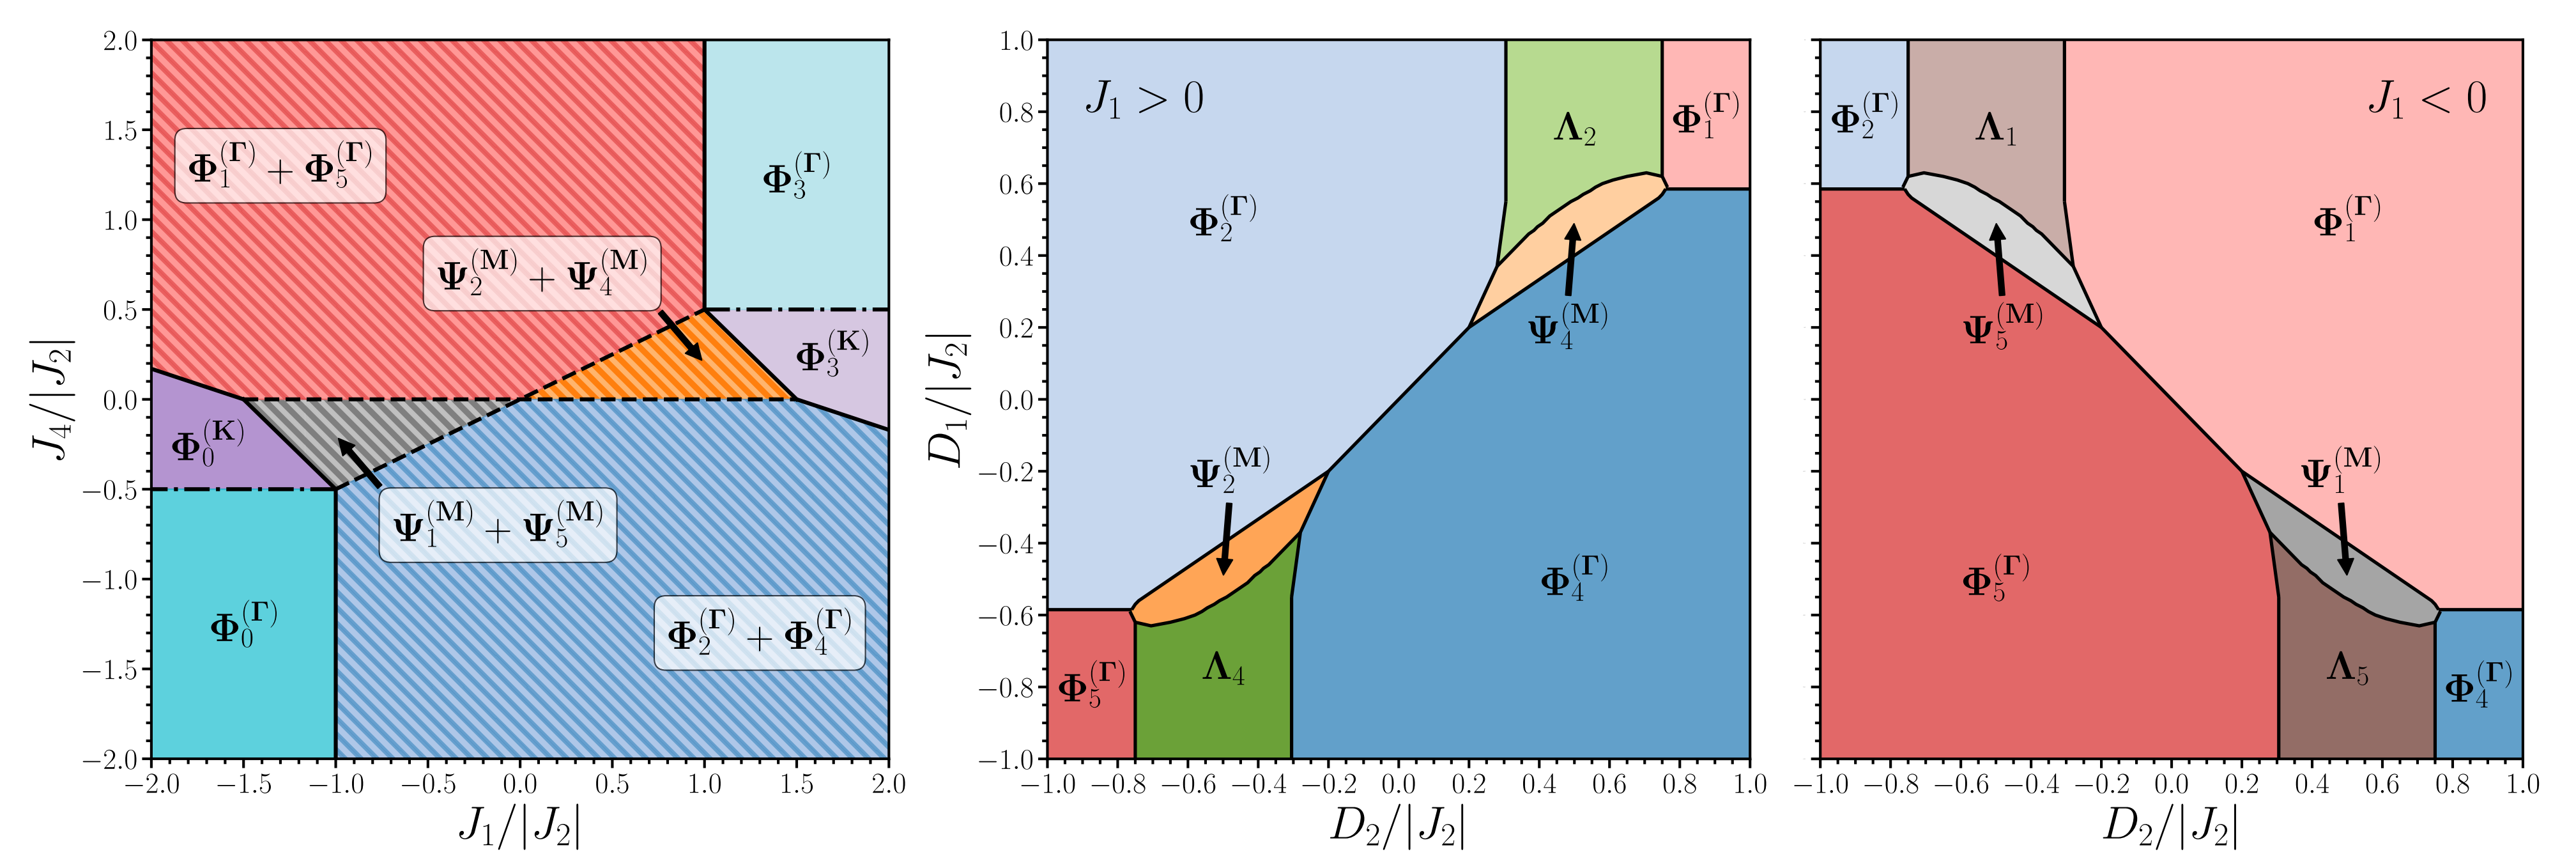 2.0
1.5
1.0
0.5
0.0
−0.5
−1.0
−1.5
−2.0
J₄/|J₂|
Φ₁^(Γ) + Φ₅^(Γ)
Φ₃^(Γ)
Ψ₂^(M) + Ψ₄^(M)
Φ₃^(K)
Φ₀^(K)
Ψ₁^(M) + Ψ₅^(M)
Φ₀^(Γ)
Φ₂^(Γ) + Φ₄^(Γ)
−2.0 −1.5 −1.0 −0.5 0.0 0.5 1.0 1.5 2.0
J₁/|J₂|
1.0
0.8
0.6
0.4
0.2
0.0
−0.2
−0.4
−0.6
−0.8
−1.0
D₁/|J₂|
J₁ > 0
Λ₂
Φ₁^(Γ)
Φ₂^(Γ)
Ψ₄^(M)
Ψ₂^(M)
Φ₄^(Γ)
Λ₄
Φ₅^(Γ)
−1.0 −0.8 −0.6 −0.4 −0.2 0.0 0.2 0.4 0.6 0.8 1.0
D₂/|J₂|
Φ₂^(Γ)
Λ₁
J₁ < 0
Φ₁^(Γ)
Ψ₅^(M)
Ψ₁^(M)
Φ₅^(Γ)
Λ₅
Φ₄^(Γ)
−1.0 −0.8 −0.6 −0.4 −0.2 0.0 0.2 0.4 0.6 0.8 1.0
D₂/|J₂|